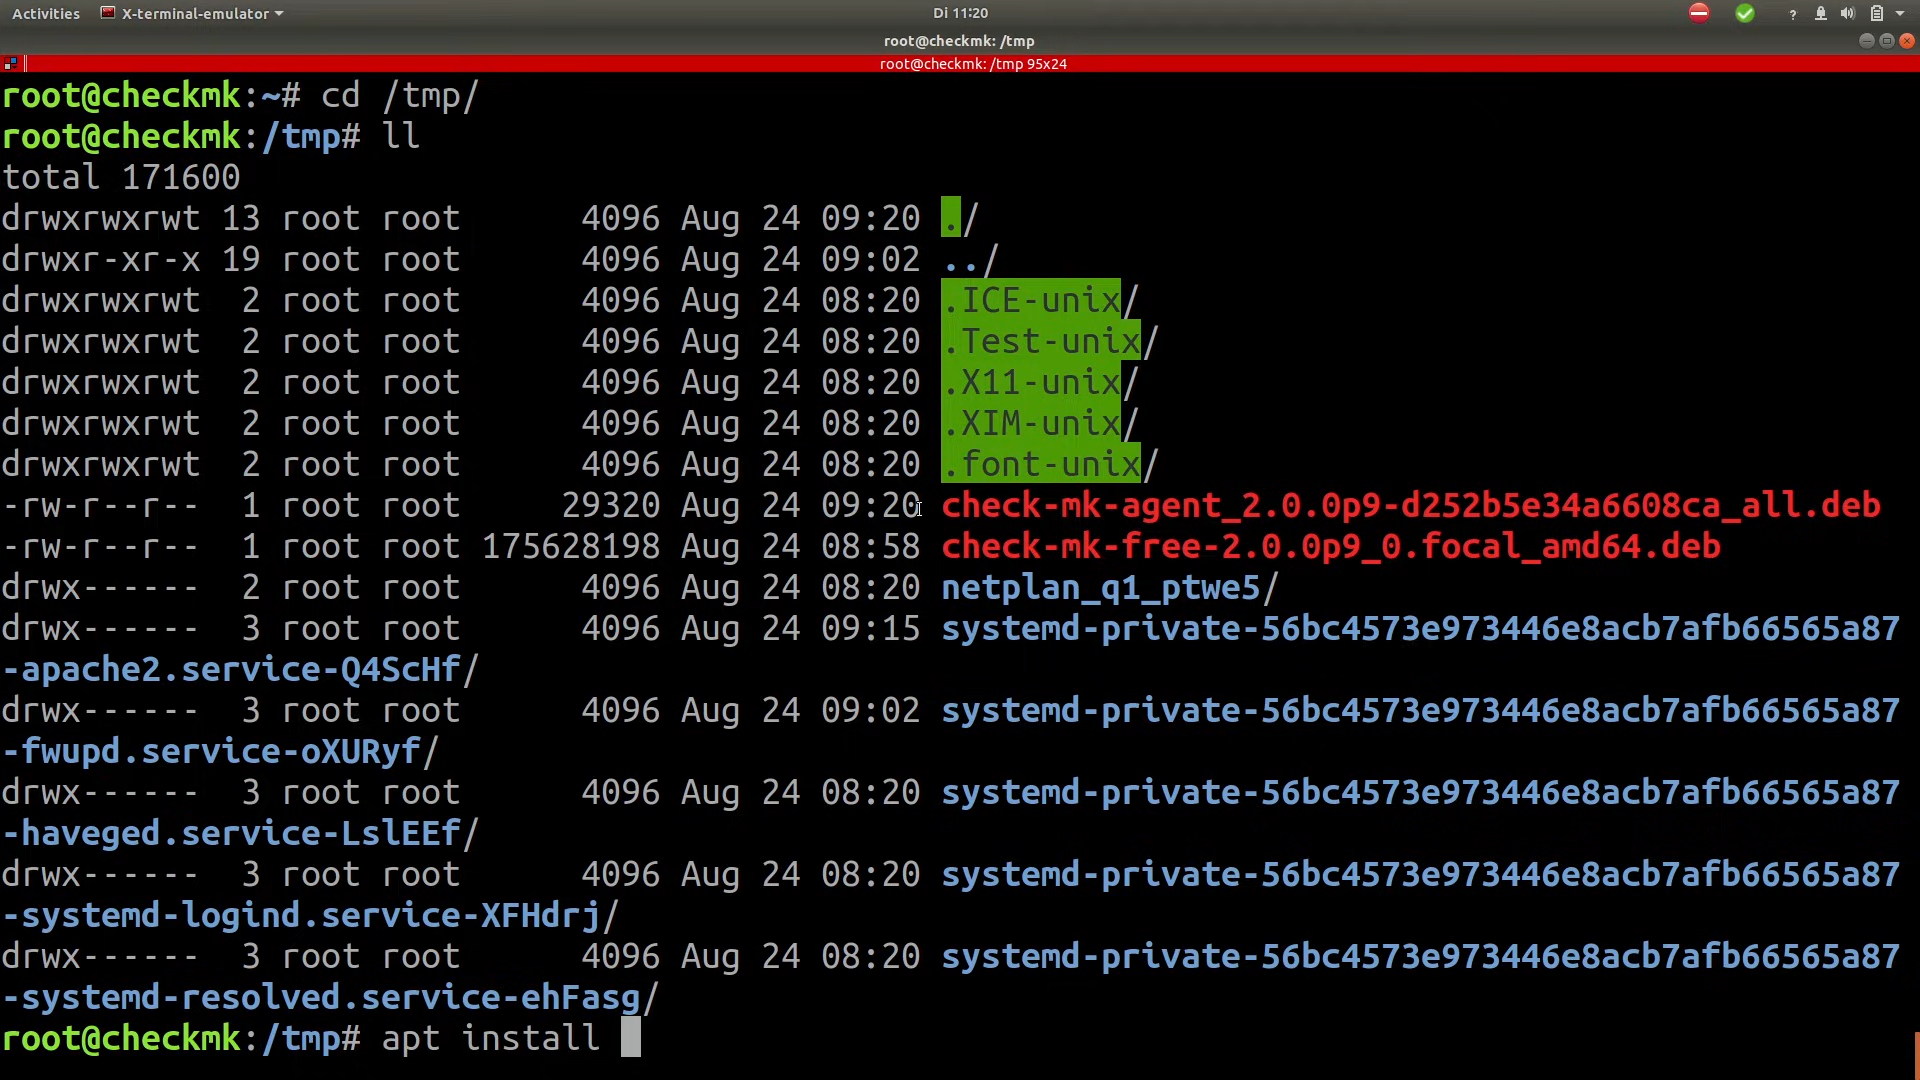 Activities X-terminal-emulator Di 11:20
root@checkmk: /tmp
root@checkmk: /tmp 95x24
root@checkmk:~# cd /tmp/
root@checkmk:/tmp# ll
total 171600
drwxrwxrwt 13 root root 4096 Aug 24 09:20 ./
drwxr-xr-x 19 root root 4096 Aug 24 09:02 ../
drwxrwxrwt 2 root root 4096 Aug 24 08:20 .ICE-unix/
drwxrwxrwt 2 root root 4096 Aug 24 08:20 .Test-unix/
drwxrwxrwt 2 root root 4096 Aug 24 08:20 .X11-unix/
drwxrwxrwt 2 root root 4096 Aug 24 08:20 .XIM-unix/
drwxrwxrwt 2 root root 4096 Aug 24 08:20 .font-unix/
-rw-r--r-- 1 root root 29320 Aug 24 09:20 check-mk-agent_2.0.0p9-d252b5e34a6608ca_all.deb
-rw-r--r-- 1 root root 175628198 Aug 24 08:58 check-mk-free-2.0.0p9_0.focal_amd64.deb
drwx------ 2 root root 4096 Aug 24 08:20 netplan_q1_ptwe5/
drwx------ 3 root root 4096 Aug 24 09:15 systemd-private-56bc4573e973446e8acb7afb66565a87
-apache2.service-Q4ScHf/
drwx------ 3 root root 4096 Aug 24 09:02 systemd-private-56bc4573e973446e8acb7afb66565a87
-fwupd.service-oXURyf/
drwx------ 3 root root 4096 Aug 24 08:20 systemd-private-56bc4573e973446e8acb7afb66565a87
-haveged.service-LslEEf/
drwx------ 3 root root 4096 Aug 24 08:20 systemd-private-56bc4573e973446e8acb7afb66565a87
-systemd-logind.service-XFHdrj/
drwx------ 3 root root 4096 Aug 24 08:20 systemd-private-56bc4573e973446e8acb7afb66565a87
-systemd-resolved.service-ehFasg/
root@checkmk:/tmp# apt install